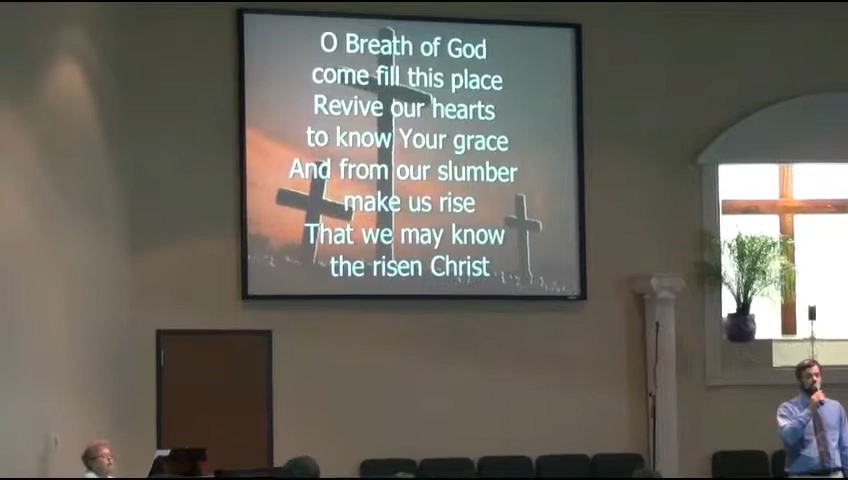 O Breath of God
come fill this place
Revive our hearts
to know Your grace
And from our slumber
make us rise
That we may know
the risen Christ